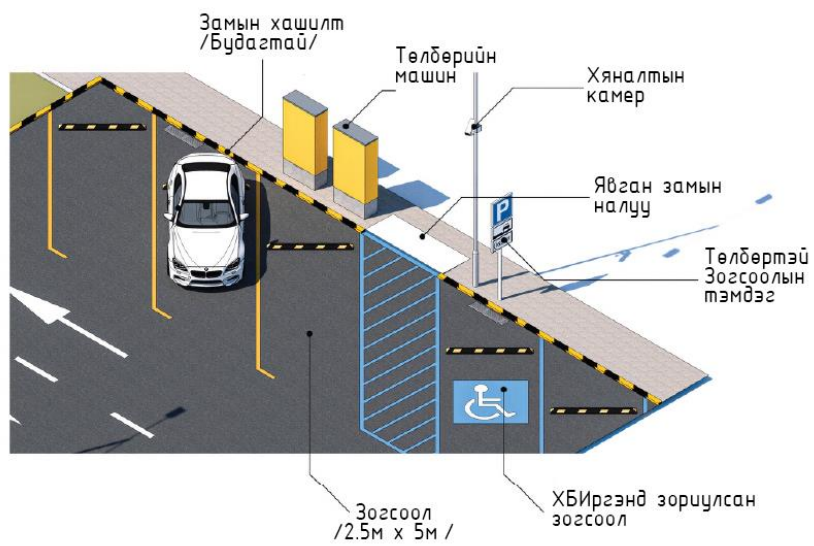 Замын хашилт
/Будагтай/
Төлбөрийн
машин
Хяналтын
камер
Явган замын
налуу
P
Төлбөртэй
Зогсоолын
тэмдэг
ХБИргэнд зориулсан
зогсоол
Зогсоол
/2.5м x 5м /